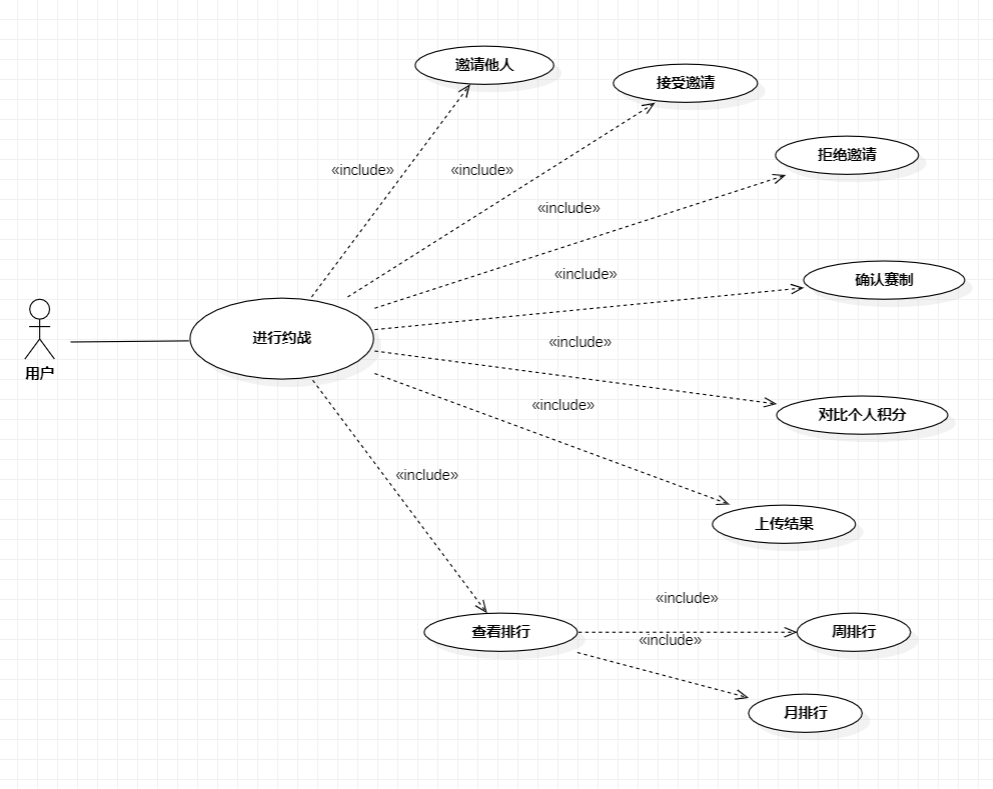 邀请他人
接受邀请
拒绝邀请
«include»
«include»
«include»
«include»
确认赛制
用户
进行约战
«include»
«include»
对比个人积分
«include»
上传结果
«include»
查看排行
周排行
«include»
月排行